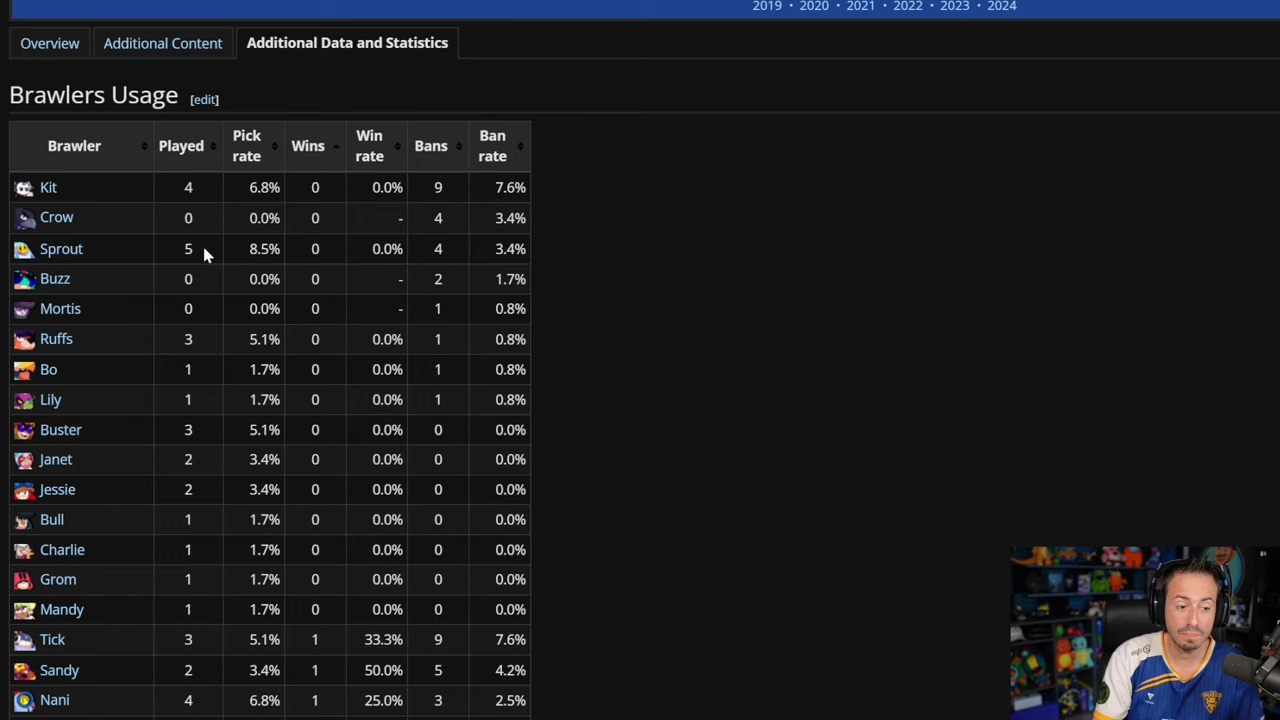 2019 • 2020 • 2021 • 2022 • 2023 • 2024
Overview Additional Content Additional Data and Statistics
Brawlers Usage [edit]
Brawler Played Pick rate Wins Win rate Bans Ban rate
Kit 4 6.8% 0 0.0% 9 7.6%
Crow 0 0.0% 0 - 4 3.4%
Sprout 5 8.5% 0 0.0% 4 3.4%
Buzz 0 0.0% 0 - 2 1.7%
Mortis 0 0.0% 0 - 1 0.8%
Ruffs 3 5.1% 0 0.0% 1 0.8%
Bo 1 1.7% 0 0.0% 1 0.8%
Lily 1 1.7% 0 0.0% 1 0.8%
Buster 3 5.1% 0 0.0% 0 0.0%
Janet 2 3.4% 0 0.0% 0 0.0%
Jessie 2 3.4% 0 0.0% 0 0.0%
Bull 1 1.7% 0 0.0% 0 0.0%
Charlie 1 1.7% 0 0.0% 0 0.0%
Grom 1 1.7% 0 0.0% 0 0.0%
Mandy 1 1.7% 0 0.0% 0 0.0%
Tick 3 5.1% 1 33.3% 9 7.6%
Sandy 2 3.4% 1 50.0% 5 4.2%
Nani 4 6.8% 1 25.0% 3 2.5%